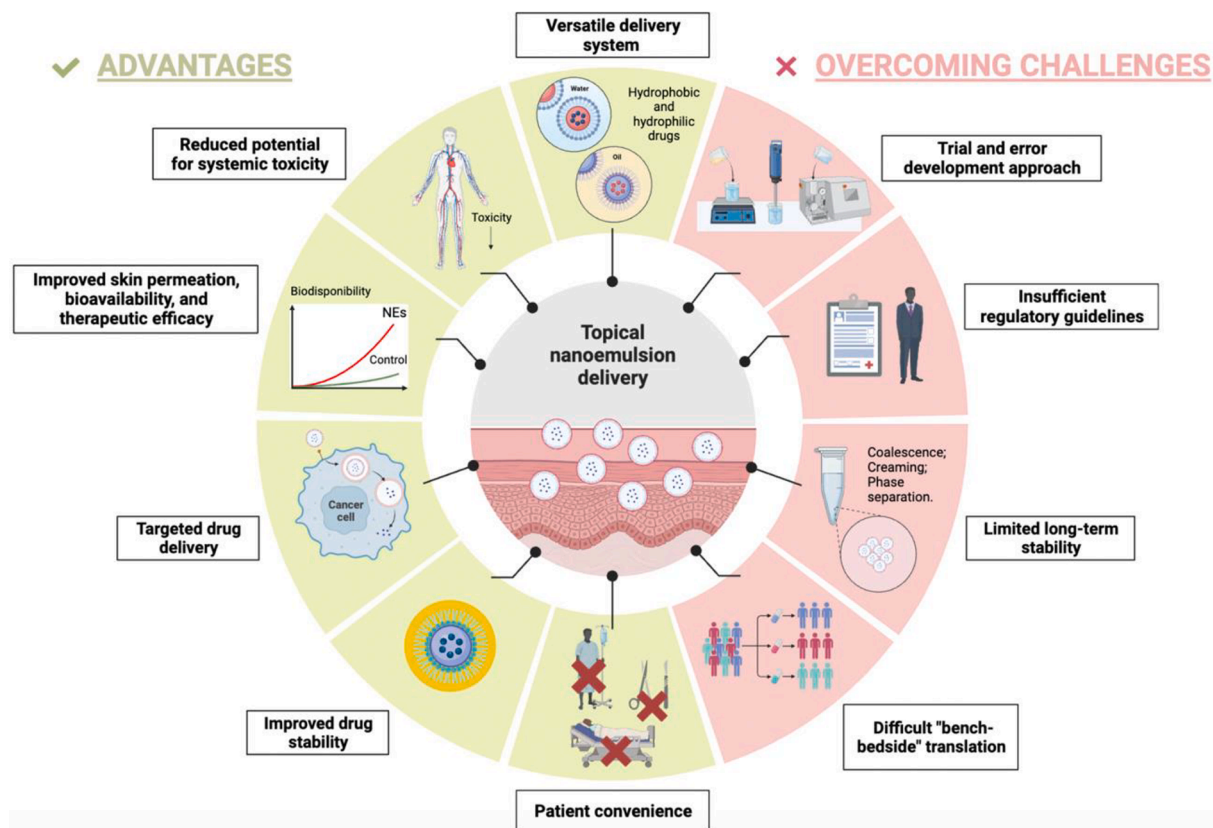 ADVANTAGES
OVERCOMING CHALLENGES
Versatile delivery
system
Water
Oil
Hydrophobic
and
hydrophilic
drugs
Reduced potential
for systemic toxicity
Toxicity
Trial and error
development approach
Improved skin permeation,
bioavailability, and
therapeutic efficacy
Biodisponibility
NEs
Control
Insufficient
regulatory guidelines
Topical
nanoemulsion
delivery
Targeted drug
delivery
Cancer
cell
Coalescence;
Creaming;
Phase
separation.
Limited long-term
stability
Improved drug
stability
Difficult "bench-
bedside" translation
Patient convenience